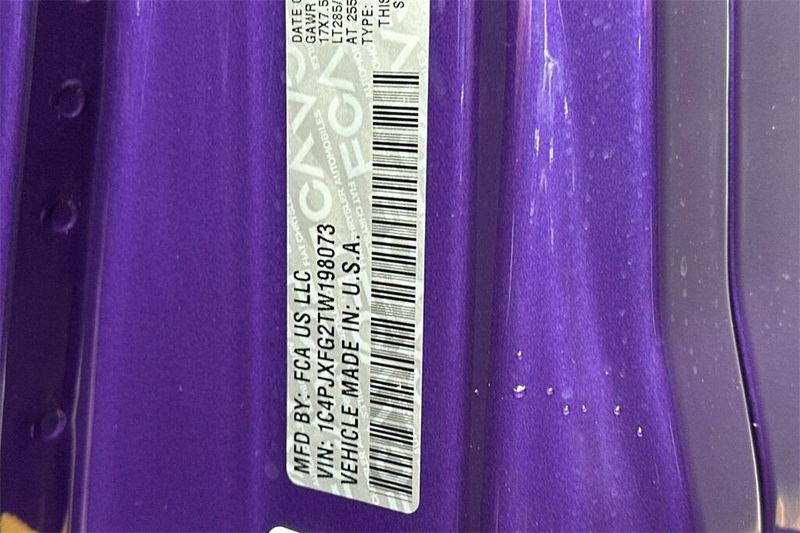 DATE O
GAWR
17X7.5
LT285/
AT 255
TYPE:
THIS
MFD BY: FCA US LLC
VIN: 1C4PJXFG2TW198073
VEHICLE MADE IN: U.S.A.